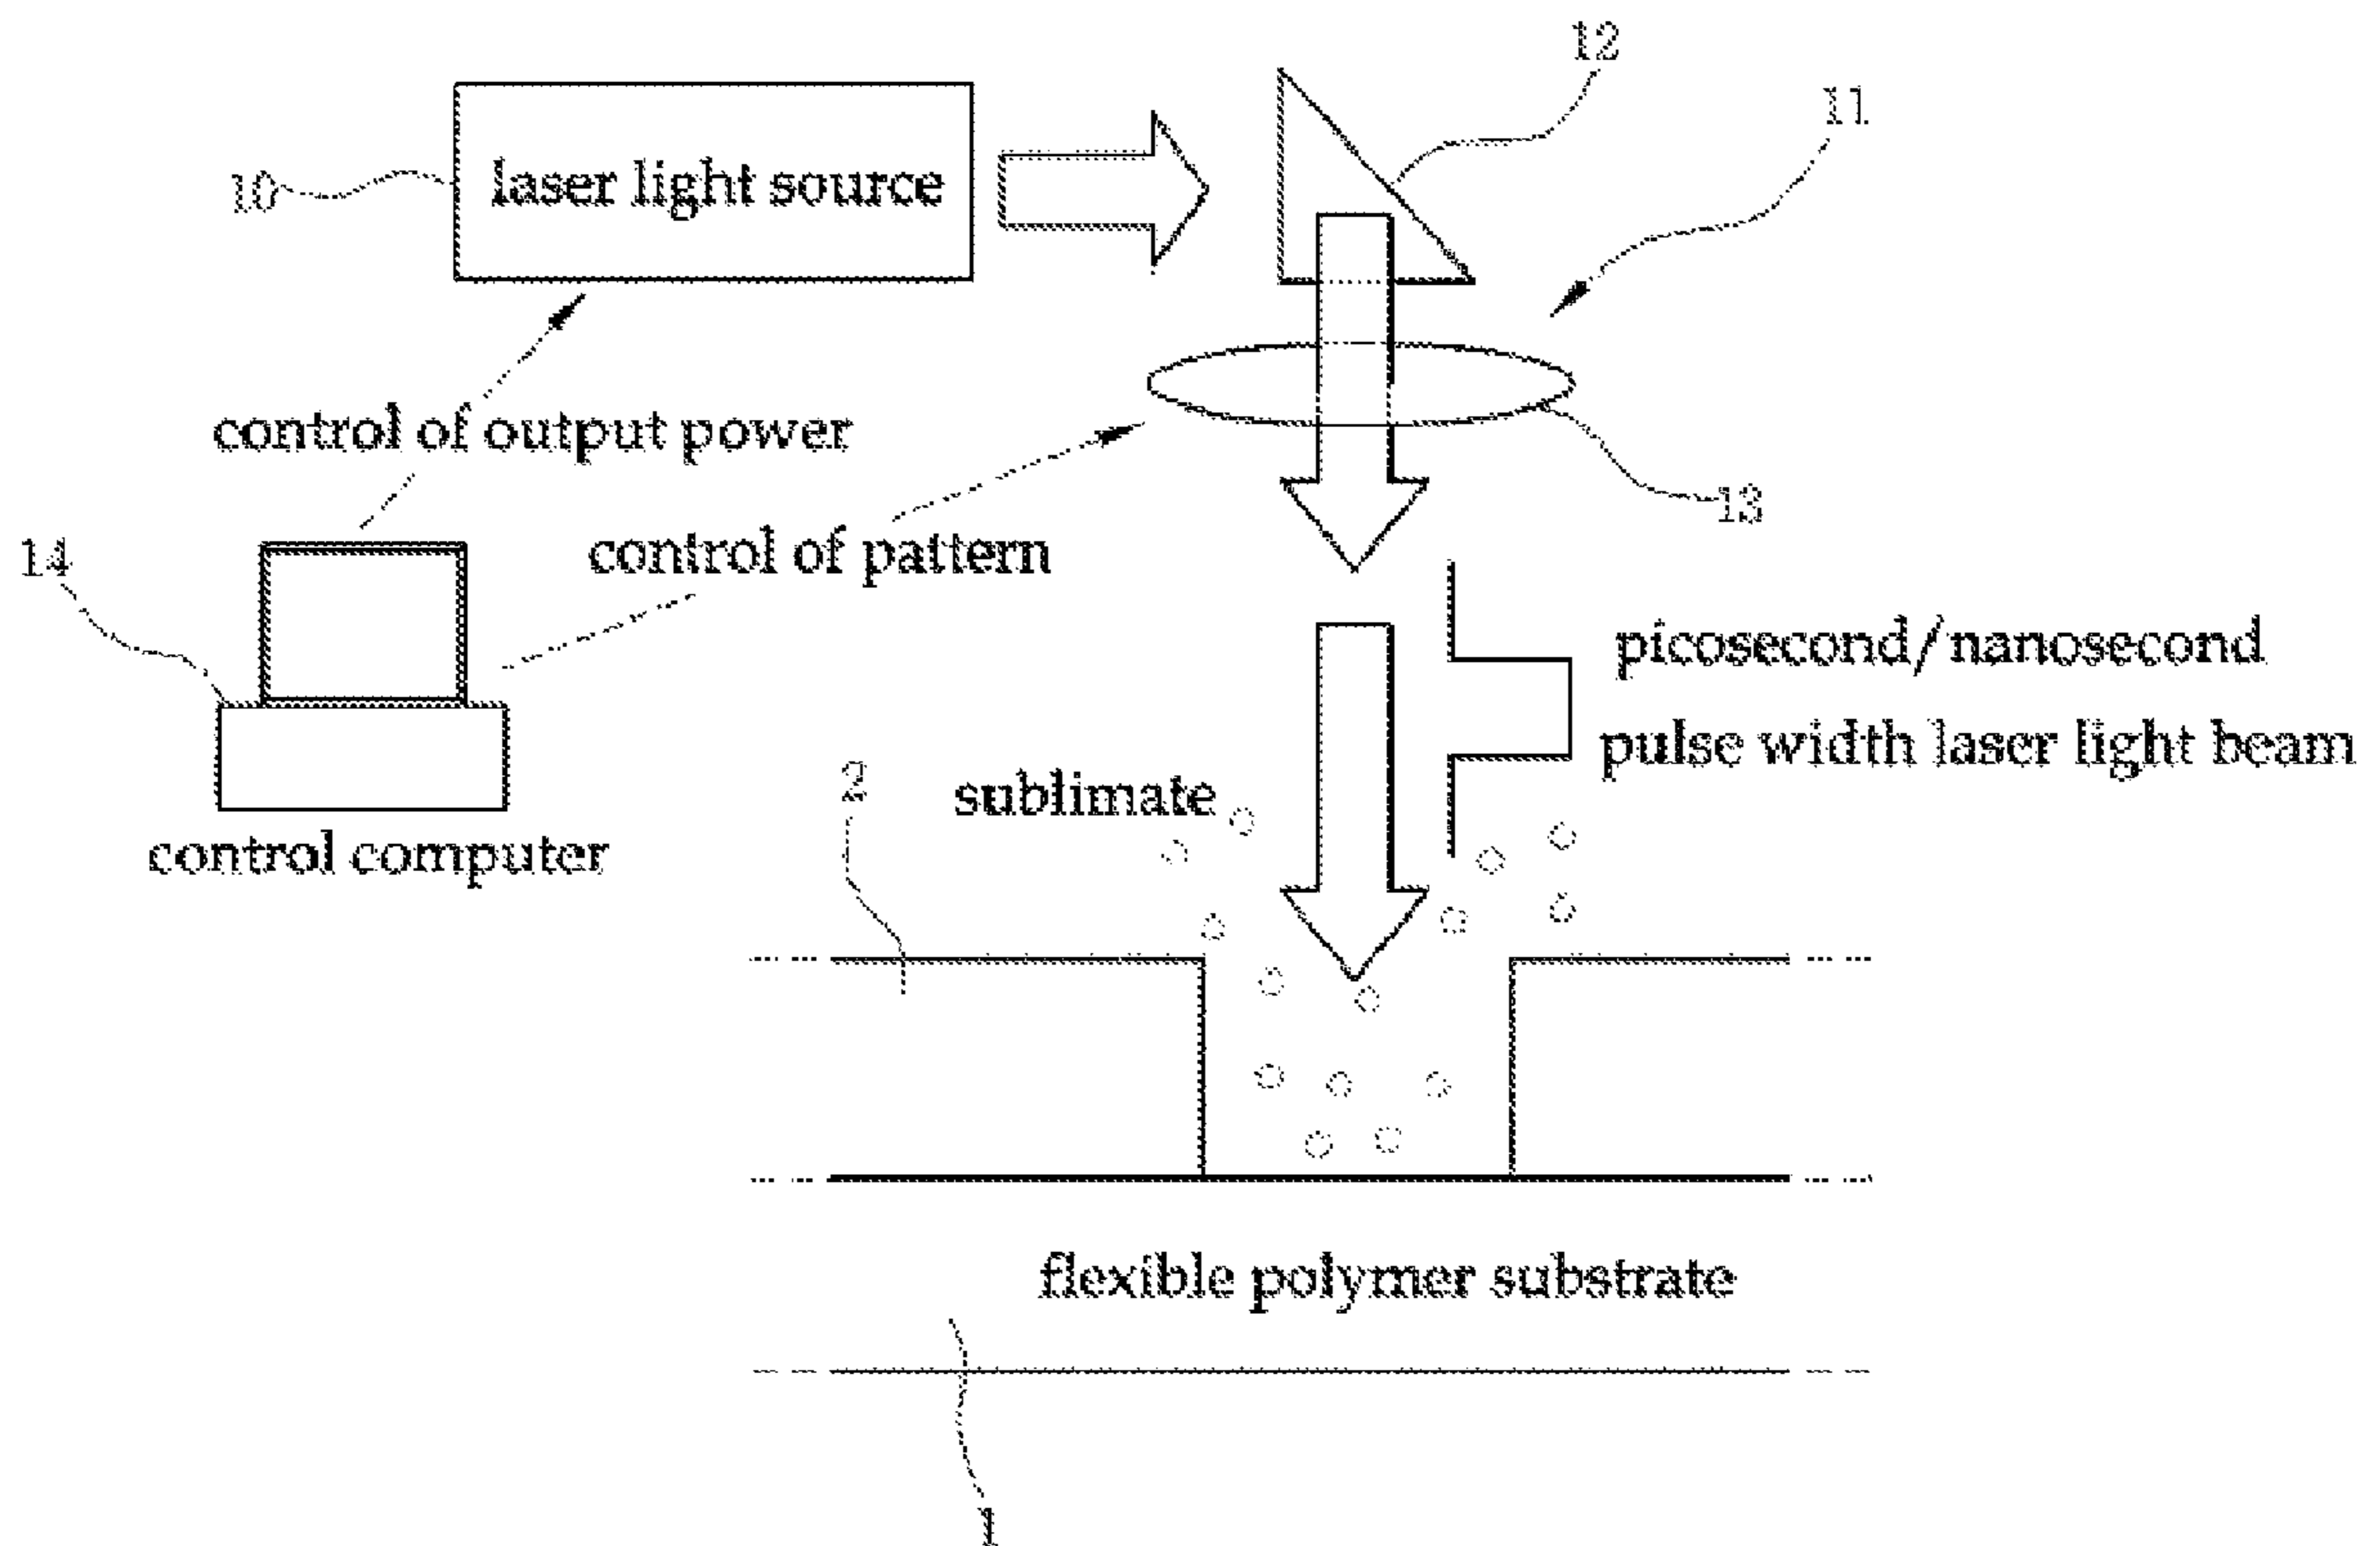 12
11
10
laser light source
control of output power
13
14
control of pattern
picosecond/nanosecond
pulse width laser light beam
2
sublimate
control computer
flexible polymer substrate
1